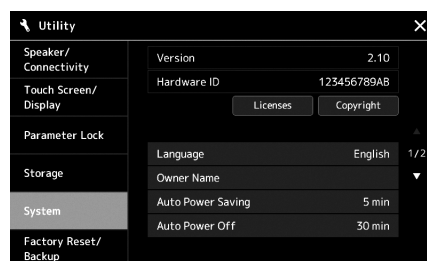 Utility
Speaker/
Connectivity
Touch Screen/
Display
Parameter Lock
Storage
System
Factory Reset/
Backup
Version 2.10
Hardware ID 123456789AB
Licenses Copyright
Language English
Owner Name
Auto Power Saving 5 min
Auto Power Off 30 min
1/2